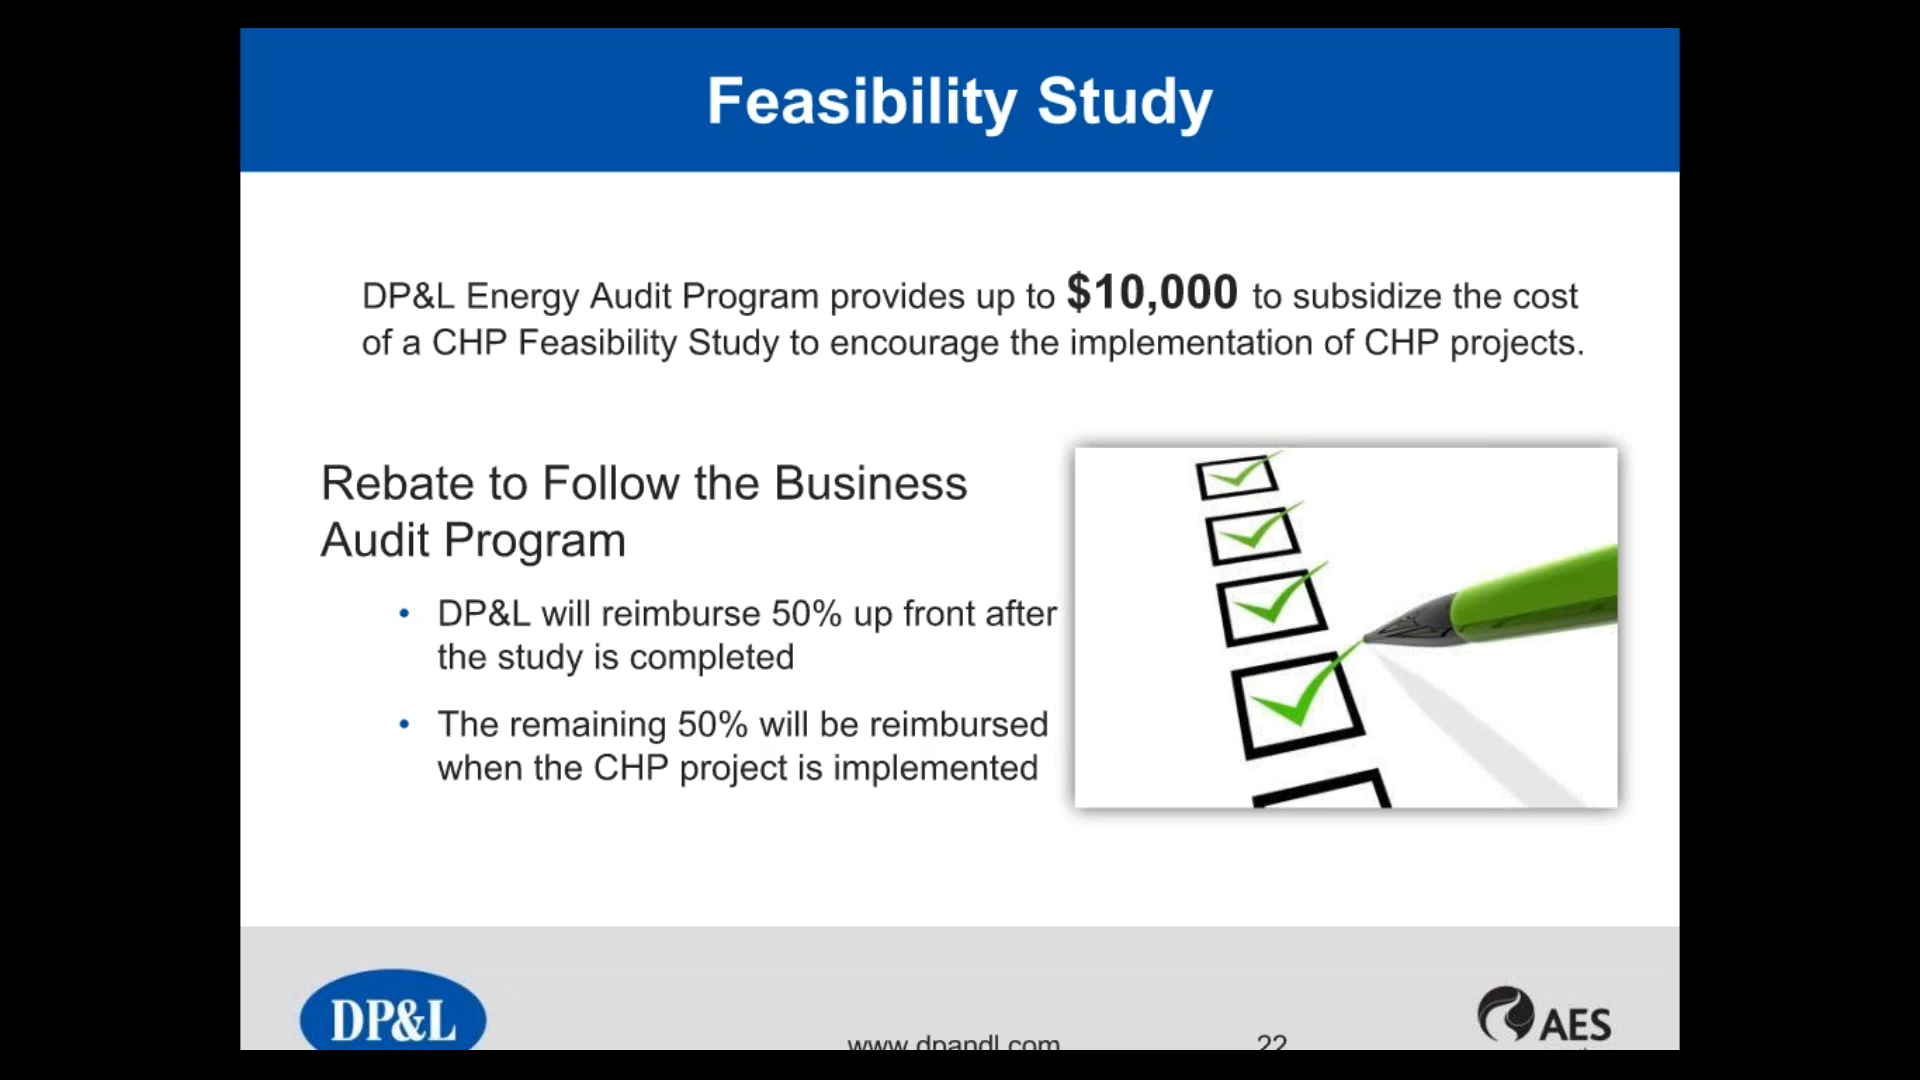 Feasibility Study
DP&L Energy Audit Program provides up to $10,000 to subsidize the cost
of a CHP Feasibility Study to encourage the implementation of CHP projects.
Rebate to Follow the Business
Audit Program
• DP&L will reimburse 50% up front after
the study is completed
• The remaining 50% will be reimbursed
when the CHP project is implemented
DP&L
www.dpandl.com
22
AES